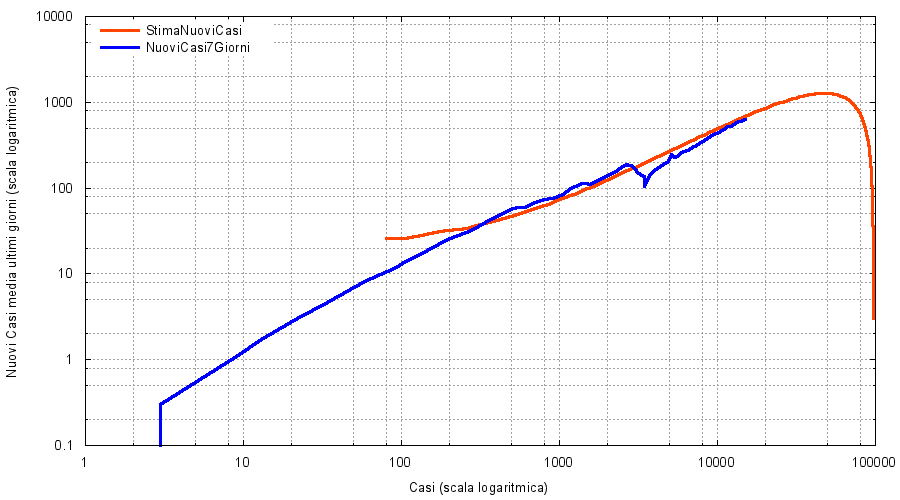 10000
1000
100
10
1
0.1
StimaNuoviCasi
NuoviCasi7Giorni
Nuovi Casi media ultimi giorni (scala logaritmica)
1 10 100 1000 10000 100000
Casi (scala logaritmica)